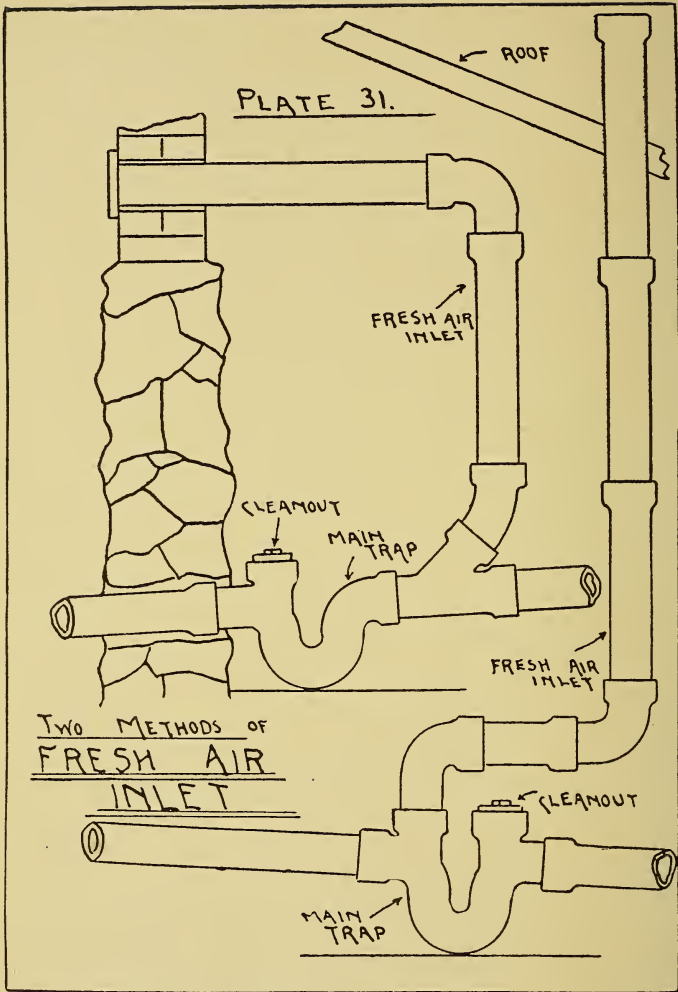 ROOF
PLATE 31.
FRESH AIR
INLET
CLEANOUT
MAIN
TRAP
FRESH AIR
INLET
TWO METHODS OF
FRESH AIR
INLET
CLEANOUT
MAIN
TRAP